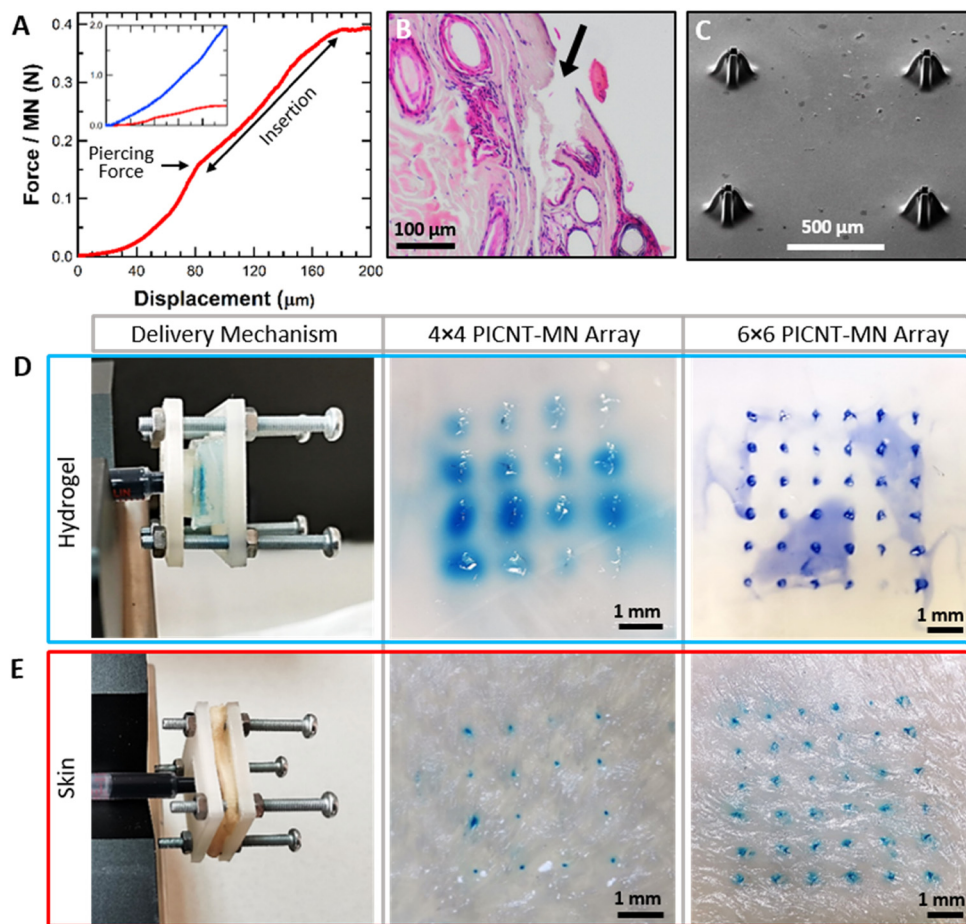 A
0.4
0.3
0.2
0.1
0.0
Force / MN (N)
2.0
1.0
0.0
Piercing
Force
Insertion
0
40
80
120
160
200
Displacement (μm)
B
100 μm
C
500 μm
Delivery Mechanism
4×4 PICNT-MN Array
6×6 PICNT-MN Array
D
Hydrogel
1 mm
1 mm
E
Skin
1 mm
1 mm